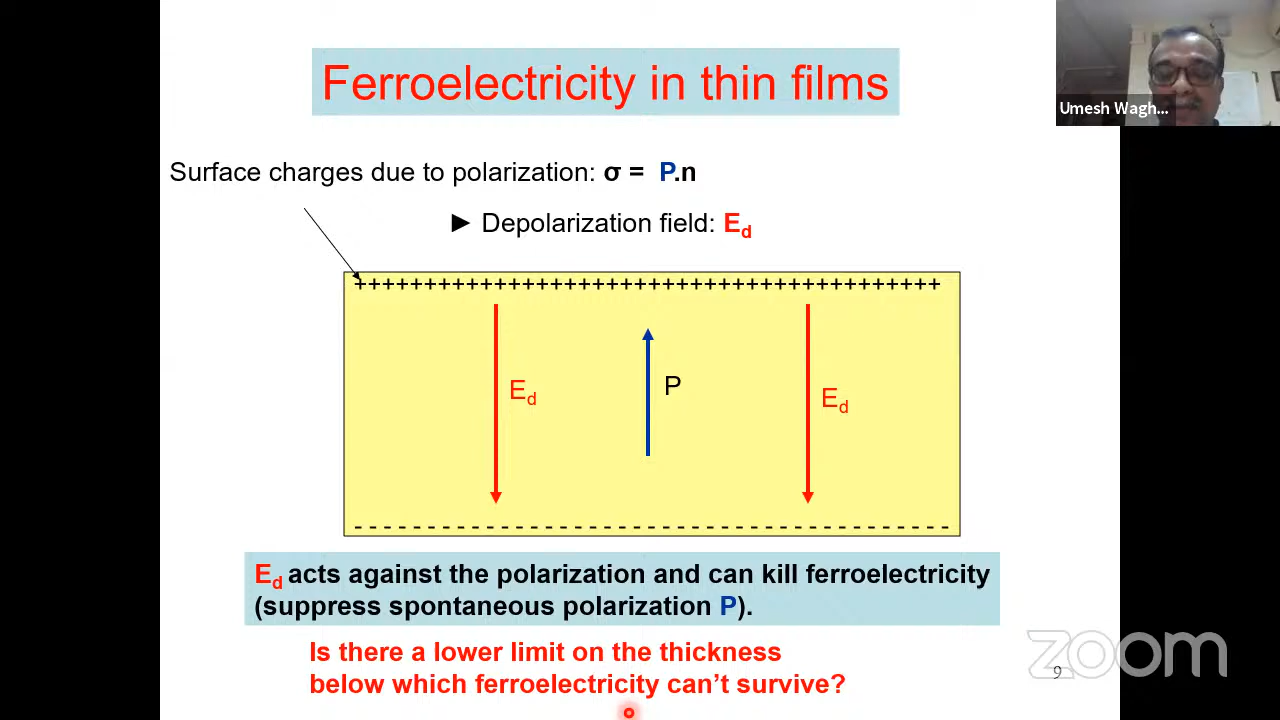 Ferroelectricity in thin films
Umesh Wagh...
Surface charges due to polarization: σ = P.n
► Depolarization field: Ed
++++++++++++++++++++++++++++++++++++++++++
Ed
P
Ed
- - - - - - - - - - - - - - - - - - - - - - - - - - - - - - - - - - - - - - - - -
Ed acts against the polarization and can kill ferroelectricity
(suppress spontaneous polarization P).
Is there a lower limit on the thickness
below which ferroelectricity can’t survive?
zoom
9